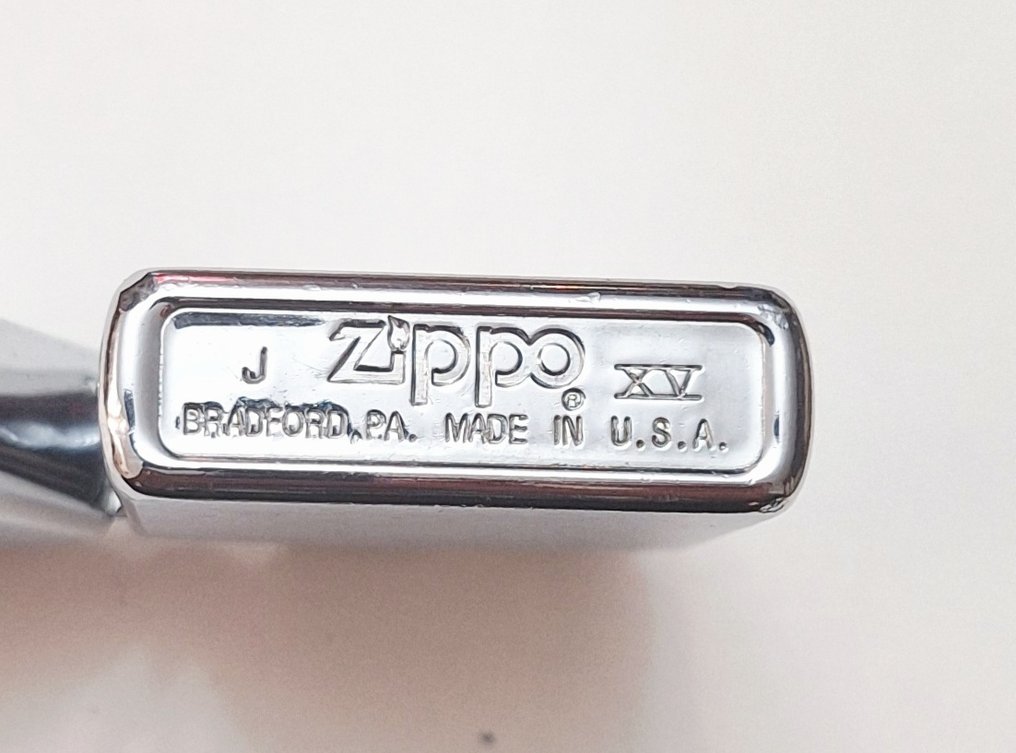 J Zippo® XV
BRADFORD,PA. MADE IN U.S.A.